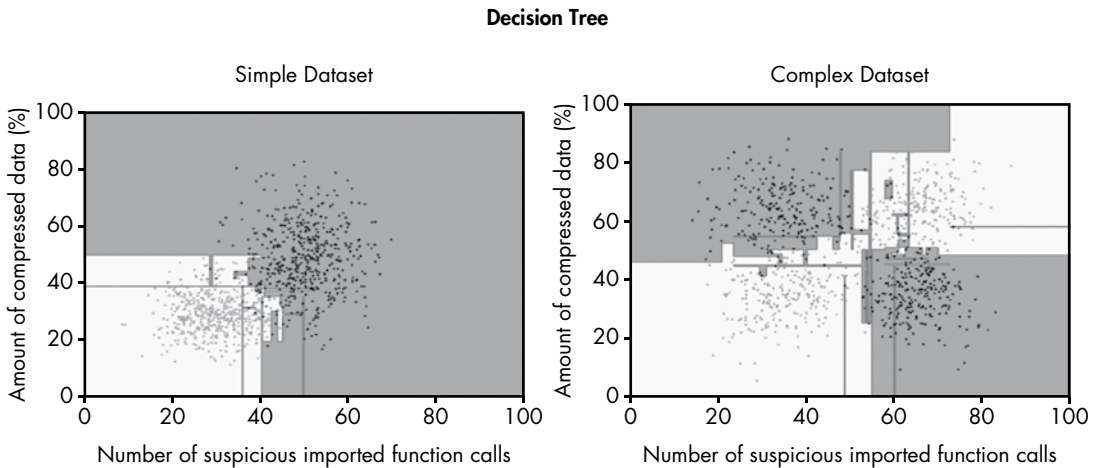 Decision Tree
Simple Dataset
Amount of compressed data (%)
100
80
60
40
20
0
0 20 40 60 80 100
Number of suspicious imported function calls
Complex Dataset
Amount of compressed data (%)
100
80
60
40
20
0
0 20 40 60 80 100
Number of suspicious imported function calls